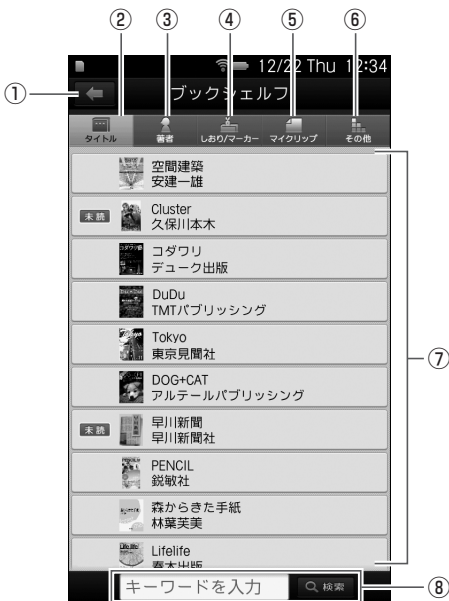 ② ③ ④ ⑤ ⑥
12/22 Thu 12:34
① ブックシェルフ
タイトル 著者 しおり/マーカー マイクリップ その他
空間建築
安建一雄
未読 Cluster
久保川本木
コダワリ
デューク出版
DuDu
TMTパブリッシング
Tokyo
東京見聞社
⑦
DOG+CAT
アルテールパブリッシング
未読 早川新聞
早川新聞社
PENCIL
鋭敏社
森からきた手紙
林葉芙美
Lifelife
春本出版
キーワードを入力 検索 ⑧